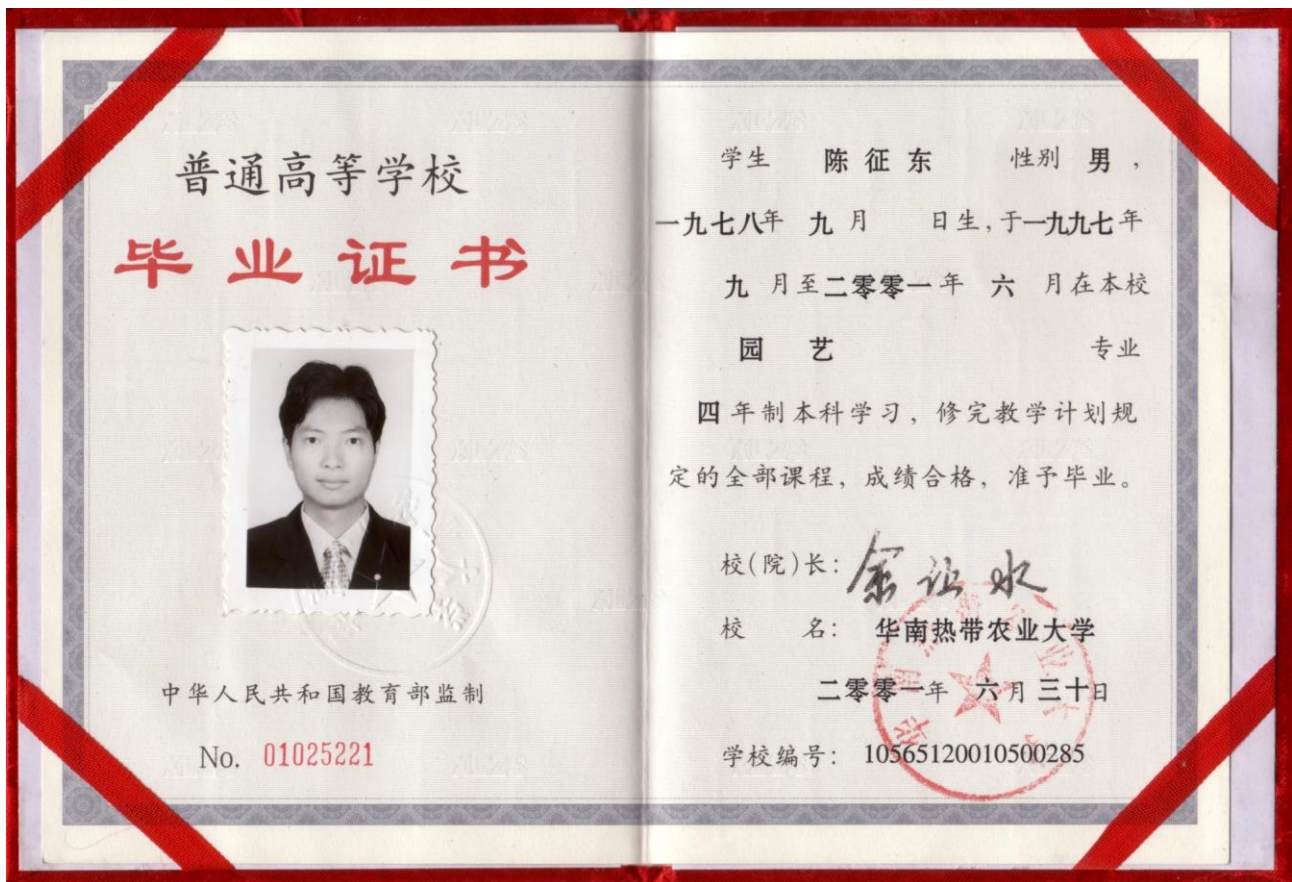 普通高等学校
毕业证书
中华人民共和国教育部监制
No. 01025221
学生 陈征东 性别 男，
一九七八年 九月 日生，于一九九七年
九 月至二零零一年 六 月在本校
园 艺 专业
四年制本科学习，修完教学计划规
定的全部课程，成绩合格，准予毕业。
校(院)长：
校 名： 华南热带农业大学
二零零一年 六月三十日
学校编号： 10565120010500285